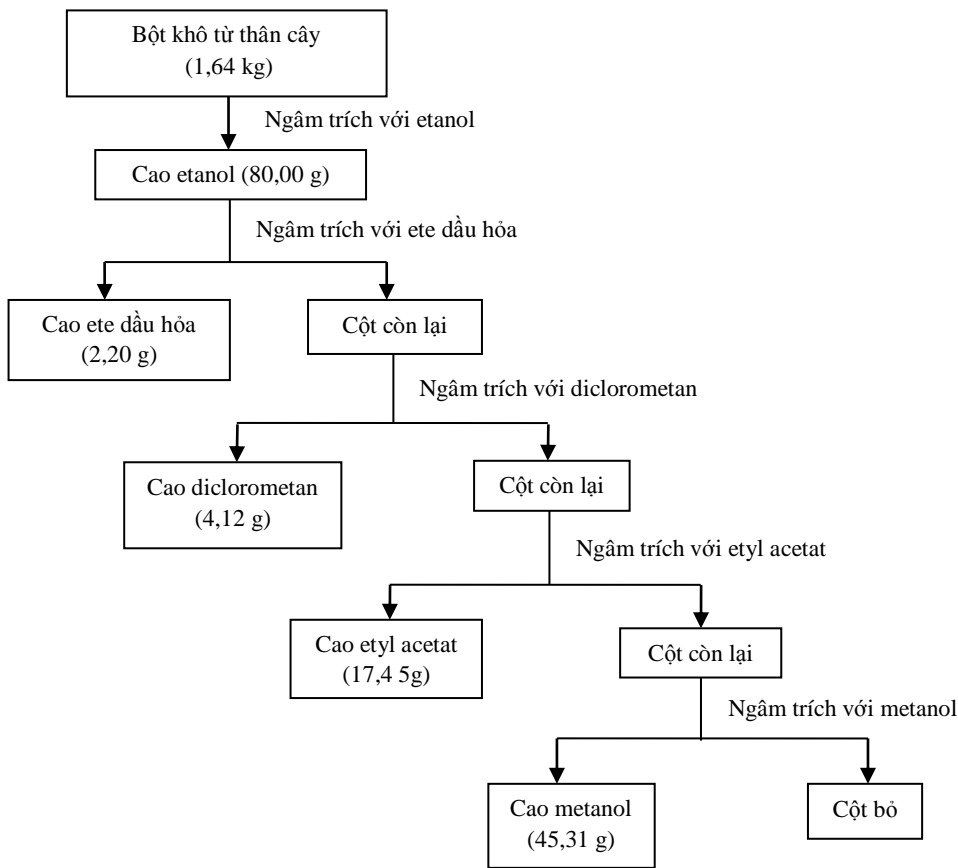 Bột khô từ thân cây
(1,64 kg)
Ngâm trích với etanol
Cao etanol (80,00 g)
Ngâm trích với ete dầu hỏa
Cao ete dầu hỏa
(2,20 g)
Cột còn lại
Ngâm trích với diclorometan
Cao diclorometan
(4,12 g)
Cột còn lại
Ngâm trích với etyl acetat
Cao etyl acetat
(17,4 5g)
Cột còn lại
Ngâm trích với metanol
Cao metanol
(45,31 g)
Cột bỏ